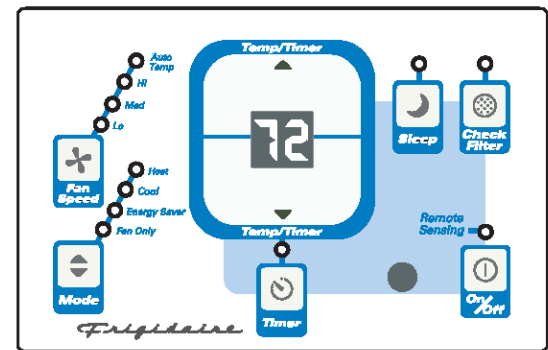 Temp/Timer
Auto
Temp
Hi
Med
Lo
Fan
Speed
72
Sleep
Check
Filter
Heat
Cool
Energy Saver
Fan Only
Mode
Temp/Timer
Timer
Remote
Sensing
On/Off
Frigidaire